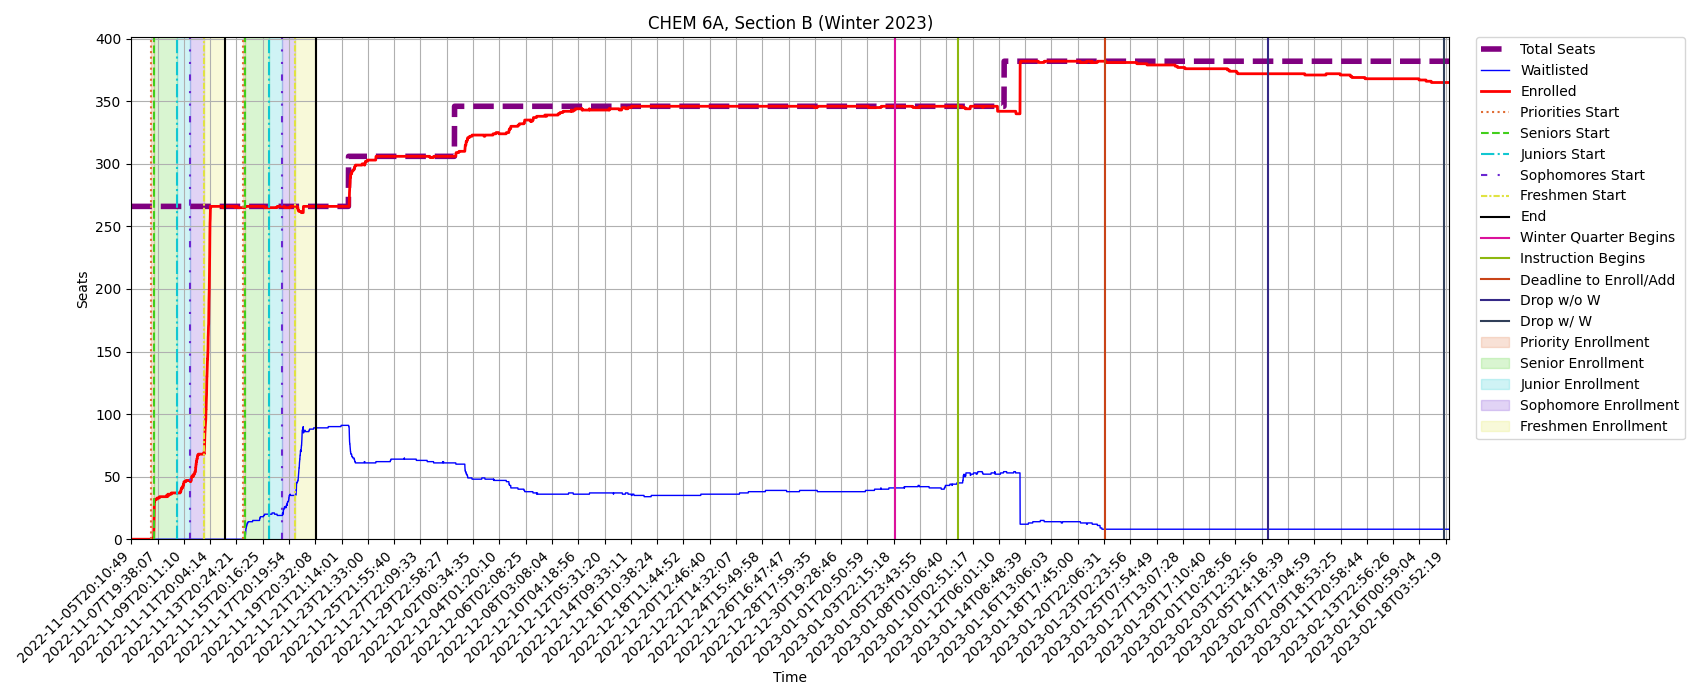 CHEM 6A, Section B (Winter 2023)
Seats
400
350
300
250
200
150
100
50
0
2022-11-05T20:10:49
2022-11-07T19:38:07
2022-11-09T20:11:10
2022-11-11T20:04:14
2022-11-13T20:24:21
2022-11-15T20:16:25
2022-11-17T20:19:54
2022-11-19T20:32:08
2022-11-21T21:14:01
2022-11-23T21:33:00
2022-11-25T21:55:40
2022-11-27T22:09:33
2022-11-29T22:58:27
2022-12-02T00:34:35
2022-12-04T01:20:10
2022-12-06T02:08:25
2022-12-08T03:08:04
2022-12-10T04:18:56
2022-12-12T05:31:20
2022-12-14T09:33:11
2022-12-16T10:38:24
2022-12-18T11:44:52
2022-12-20T12:46:40
2022-12-22T14:32:07
2022-12-24T15:49:58
2022-12-26T16:47:47
2022-12-28T17:59:35
2022-12-30T19:28:46
2023-01-01T20:50:59
2023-01-03T22:15:18
2023-01-05T23:43:55
2023-01-08T01:06:40
2023-01-10T02:51:17
2023-01-12T06:01:10
2023-01-14T08:48:39
2023-01-16T13:06:03
2023-01-18T17:45:00
2023-01-20T22:06:31
2023-01-23T02:23:56
2023-01-25T07:54:49
2023-01-27T13:07:28
2023-01-29T17:10:40
2023-02-01T10:28:56
2023-02-03T12:32:56
2023-02-05T14:18:39
2023-02-07T17:04:59
2023-02-09T18:53:25
2023-02-11T20:58:44
2023-02-13T22:56:26
2023-02-16T00:59:04
2023-02-18T03:52:19
Time
Total Seats
Waitlisted
Enrolled
Priorities Start
Seniors Start
Juniors Start
Sophomores Start
Freshmen Start
End
Winter Quarter Begins
Instruction Begins
Deadline to Enroll/Add
Drop w/o W
Drop w/ W
Priority Enrollment
Senior Enrollment
Junior Enrollment
Sophomore Enrollment
Freshmen Enrollment